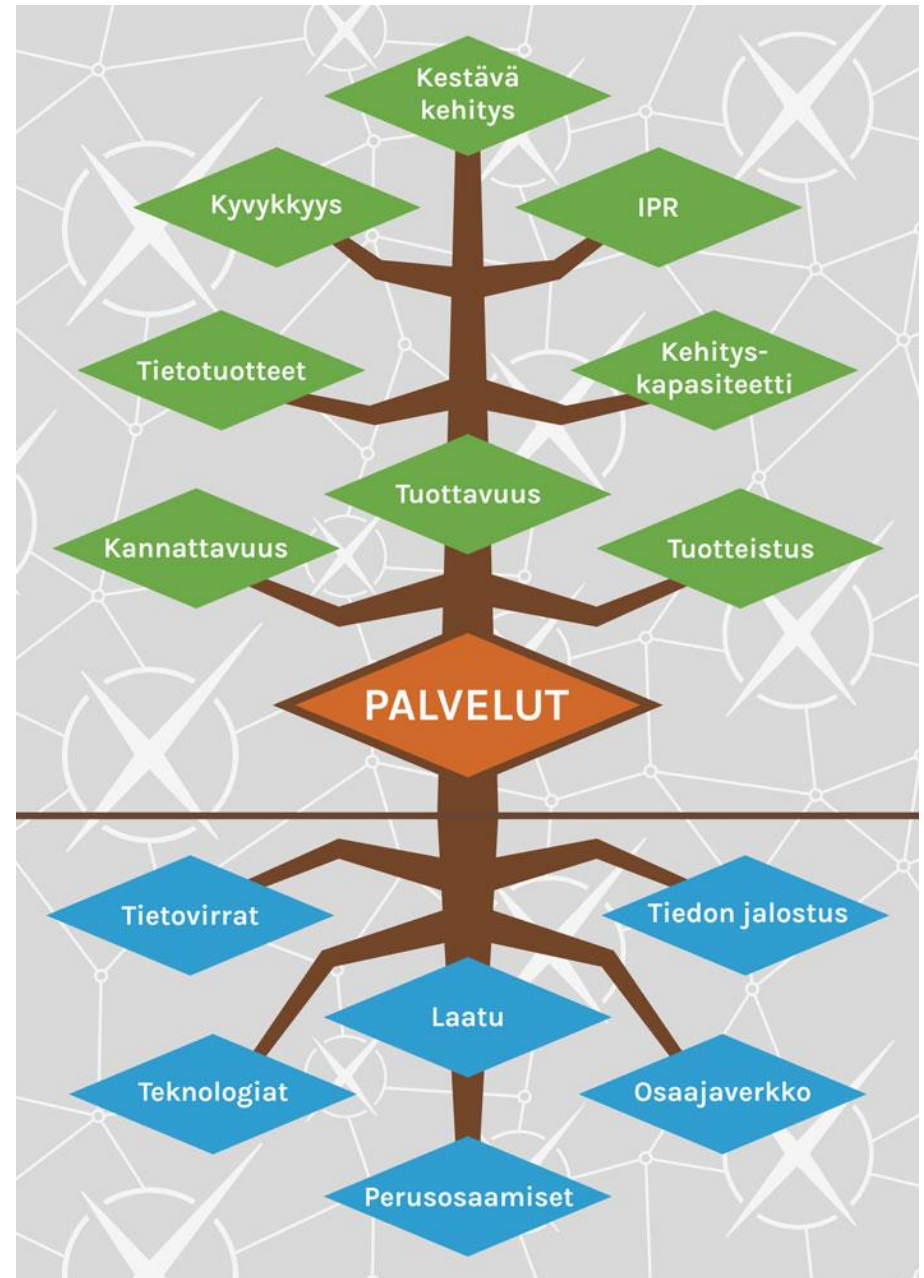 Kestävä
kehitys
Kyvykkyys
IPR
Tietotuotteet
Kehitys-
kapasiteetti
Tuottavuus
Kannattavuus
Tuotteistus
PALVELUT
Tietovirrat
Tiedon jalostus
Laatu
Teknologiat
Osaajaverkko
Perusosaamiset